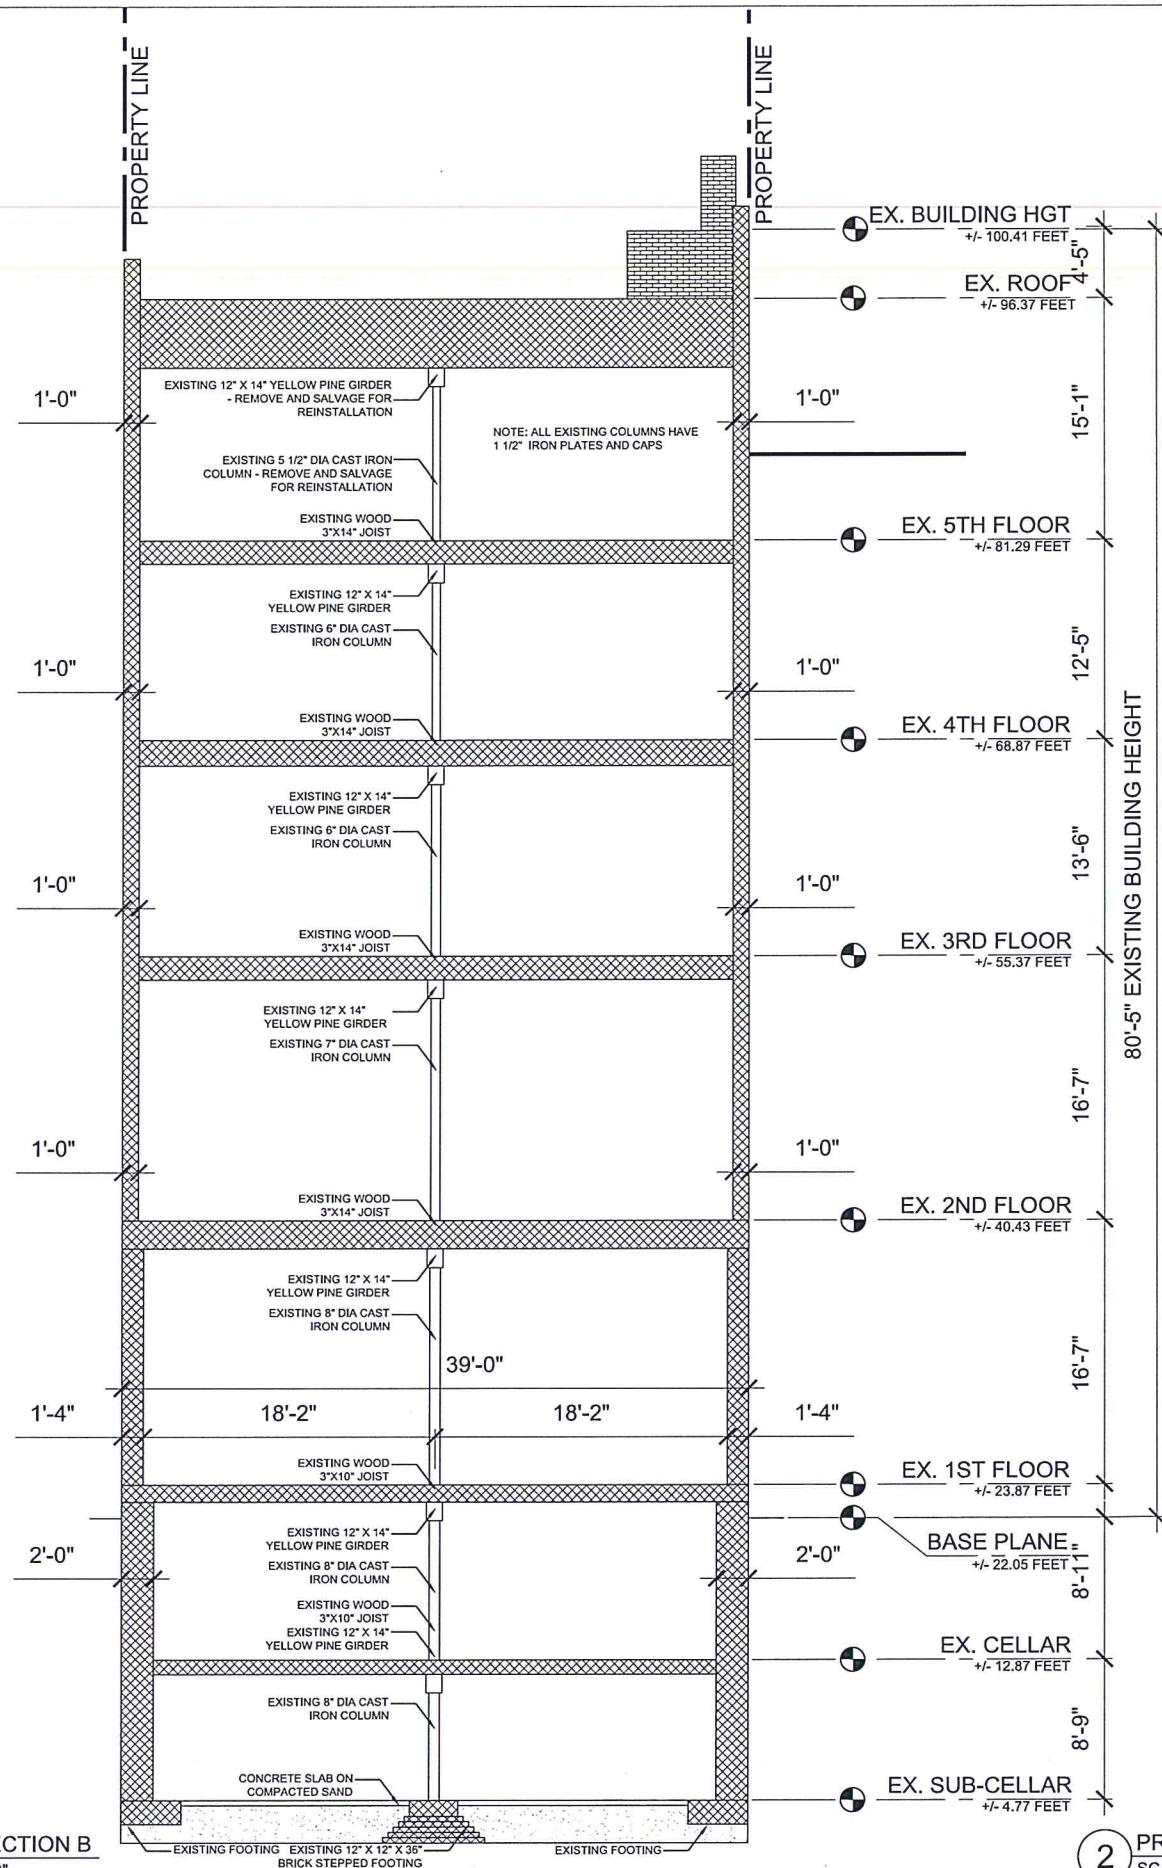 PROPERTY LINE
PROPERTY LINE
EX. BUILDING HGT
+/- 100.41 FEET
4'-5"
EX. ROOF
+/- 96.37 FEET
EXISTING 12" X 14" YELLOW PINE GIRDER
- REMOVE AND SALVAGE FOR
REINSTALLATION
1'-0"
1'-0"
15'-1"
NOTE: ALL EXISTING COLUMNS HAVE
1 1/2" IRON PLATES AND CAPS
EXISTING 5 1/2" DIA CAST IRON
COLUMN - REMOVE AND SALVAGE
FOR REINSTALLATION
EXISTING WOOD
3"X14" JOIST
EX. 5TH FLOOR
+/- 81.29 FEET
EXISTING 12" X 14"
YELLOW PINE GIRDER
EXISTING 6" DIA CAST
IRON COLUMN
1'-0"
1'-0"
12'-5"
EXISTING WOOD
3"X14" JOIST
EX. 4TH FLOOR
+/- 68.87 FEET
80'-5" EXISTING BUILDING HEIGHT
EXISTING 12" X 14"
YELLOW PINE GIRDER
EXISTING 6" DIA CAST
IRON COLUMN
1'-0"
1'-0"
13'-6"
EXISTING WOOD
3"X14" JOIST
EX. 3RD FLOOR
+/- 55.37 FEET
EXISTING 12" X 14"
YELLOW PINE GIRDER
EXISTING 7" DIA CAST
IRON COLUMN
16'-7"
1'-0"
1'-0"
EXISTING WOOD
3"X14" JOIST
EX. 2ND FLOOR
+/- 40.43 FEET
EXISTING 12" X 14"
YELLOW PINE GIRDER
EXISTING 8" DIA CAST
IRON COLUMN
39'-0"
16'-7"
1'-4"
18'-2"
18'-2"
1'-4"
EXISTING WOOD
3"X10" JOIST
EX. 1ST FLOOR
+/- 23.87 FEET
EXISTING 12" X 14"
YELLOW PINE GIRDER
BASE PLANE
+/- 22.05 FEET
8'-11"
2'-0"
2'-0"
EXISTING 8" DIA CAST
IRON COLUMN
EXISTING WOOD
3"X10" JOIST
EXISTING 12" X 14"
YELLOW PINE GIRDER
EX. CELLAR
+/- 12.87 FEET
EXISTING 8" DIA CAST
IRON COLUMN
8'-9"
CONCRETE SLAB ON
COMPACTED SAND
EX. SUB-CELLAR
+/- 4.77 FEET
EXISTING FOOTING
EXISTING 12" X 12" X 36"
BRICK STEPPED FOOTING
EXISTING FOOTING
ECTION B
2
PR